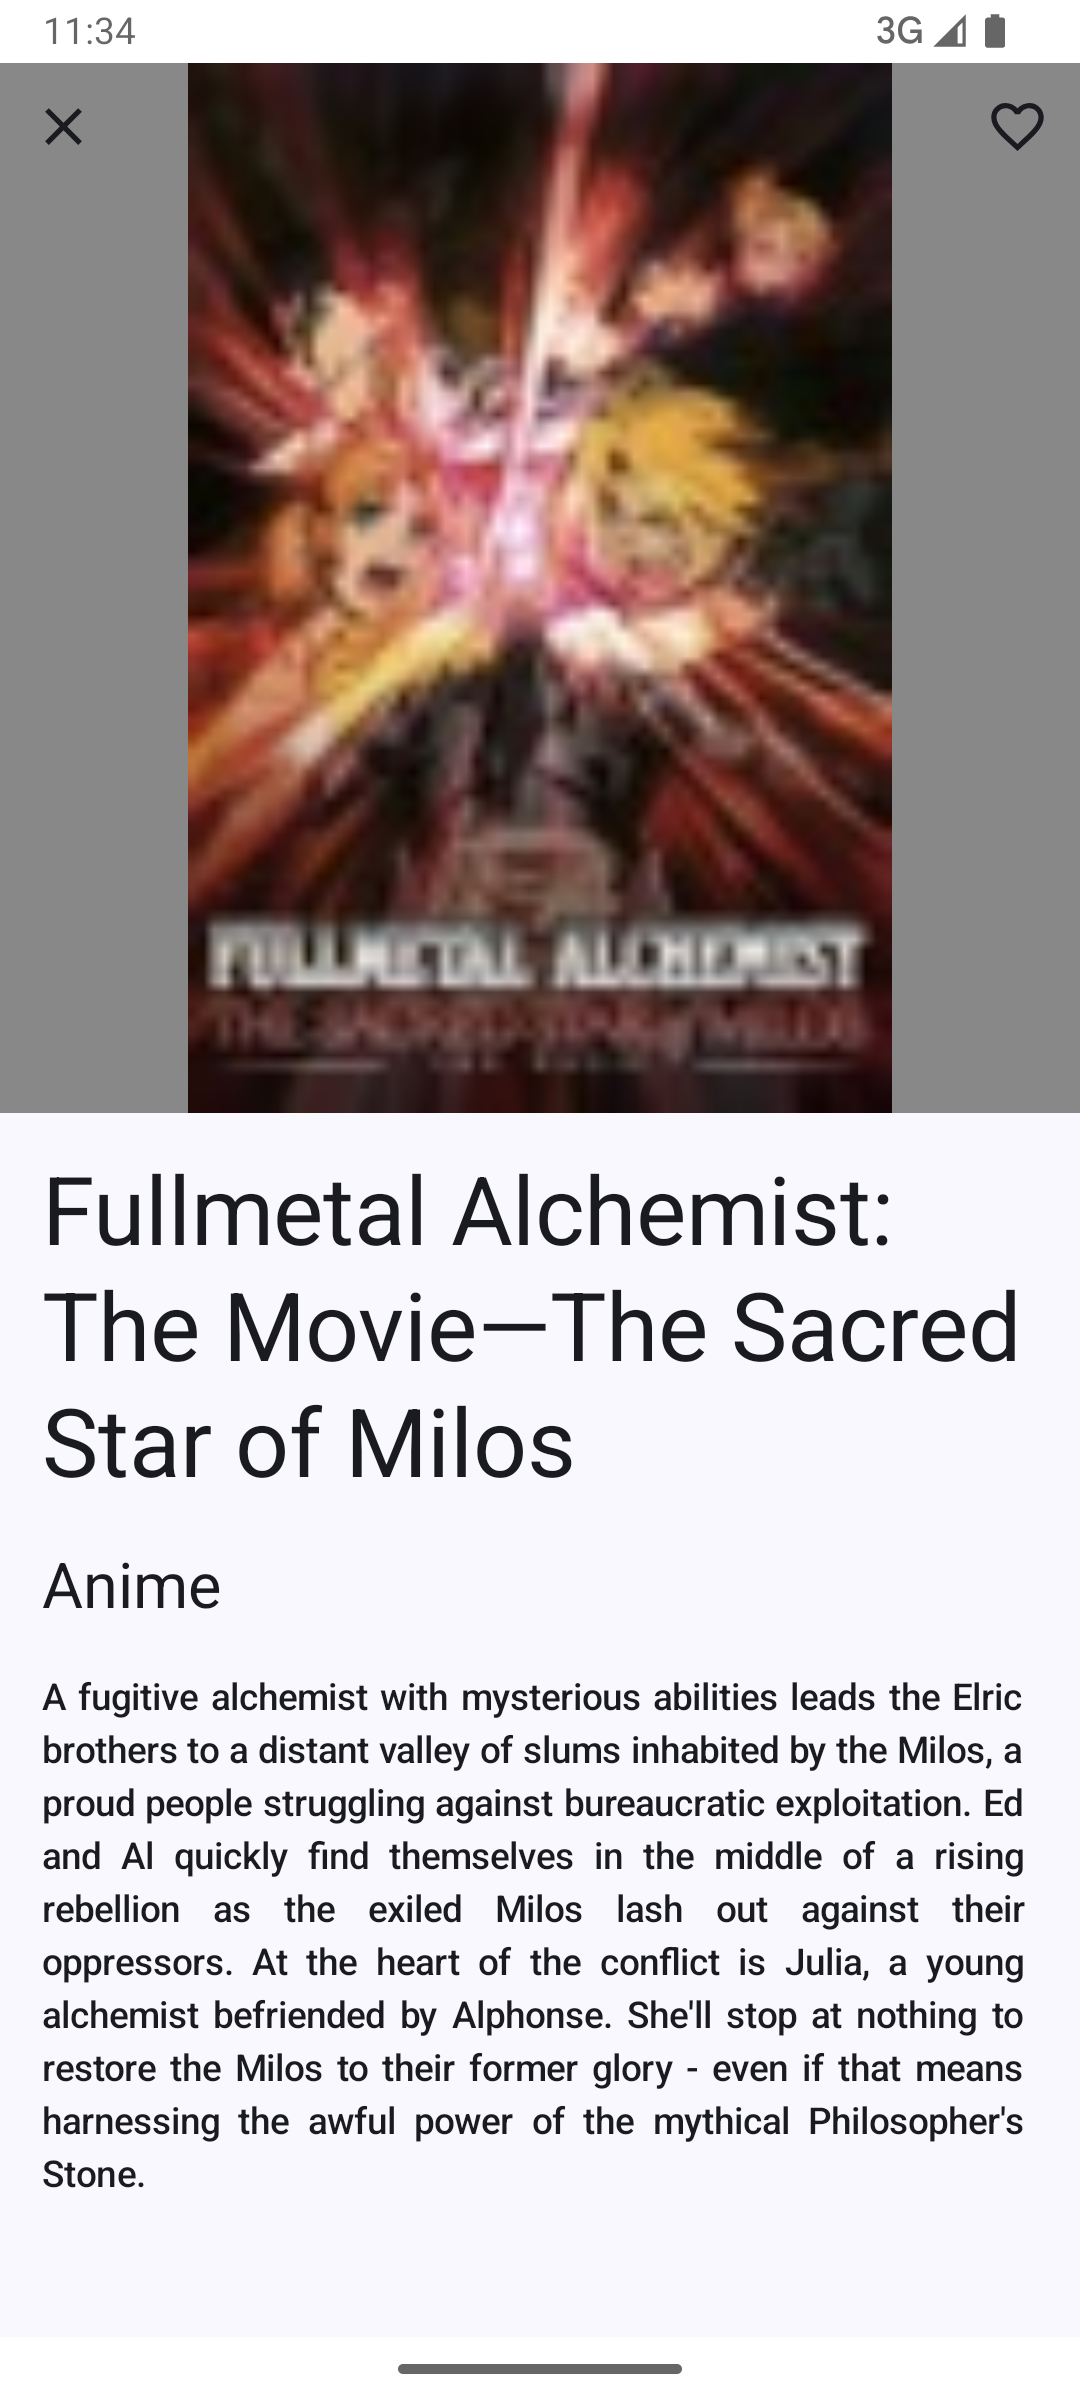 11:34
3G
FULLMETAL ALCHEMIST
THE SACRED STAR of MILOS
Fullmetal Alchemist:
The Movie—The Sacred
Star of Milos
Anime
A fugitive alchemist with mysterious abilities leads the Elric
brothers to a distant valley of slums inhabited by the Milos, a
proud people struggling against bureaucratic exploitation. Ed
and Al quickly find themselves in the middle of a rising
rebellion as the exiled Milos lash out against their
oppressors. At the heart of the conflict is Julia, a young
alchemist befriended by Alphonse. She'll stop at nothing to
restore the Milos to their former glory - even if that means
harnessing the awful power of the mythical Philosopher's
Stone.